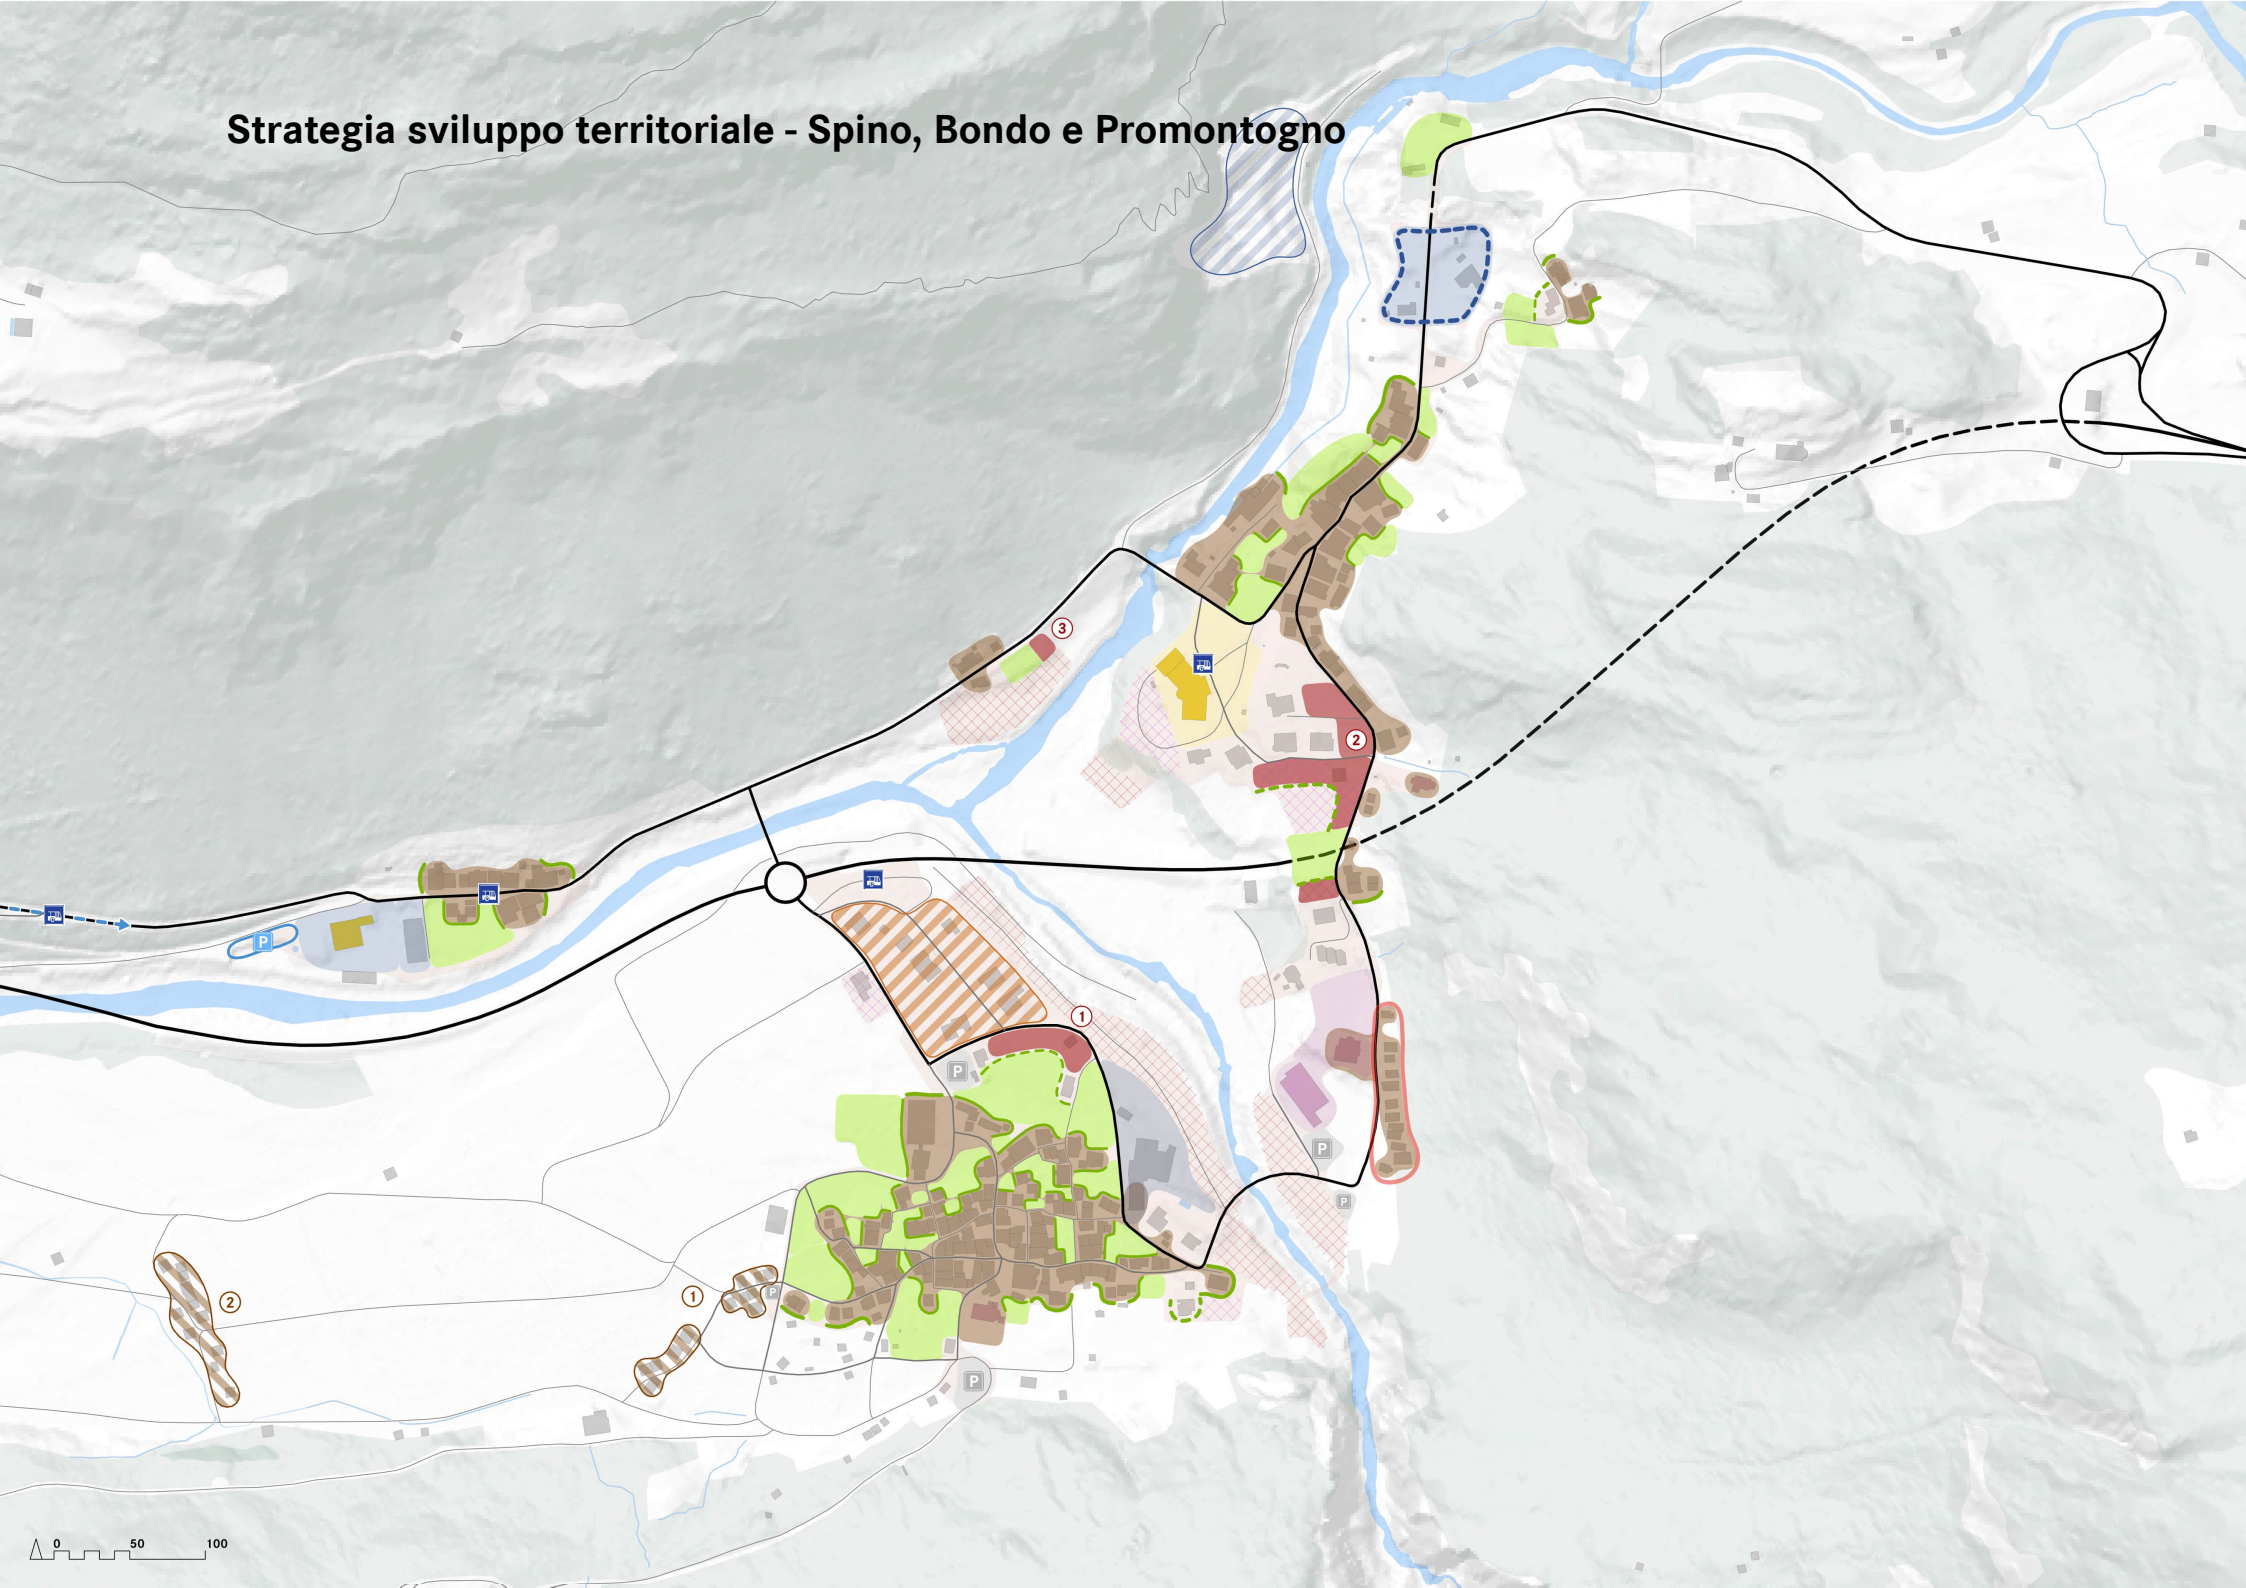 Strategia sviluppo territoriale - Spino, Bondo e Promontogno
3
2
P
1
P
P
P
2
1
P
P
0 50 100